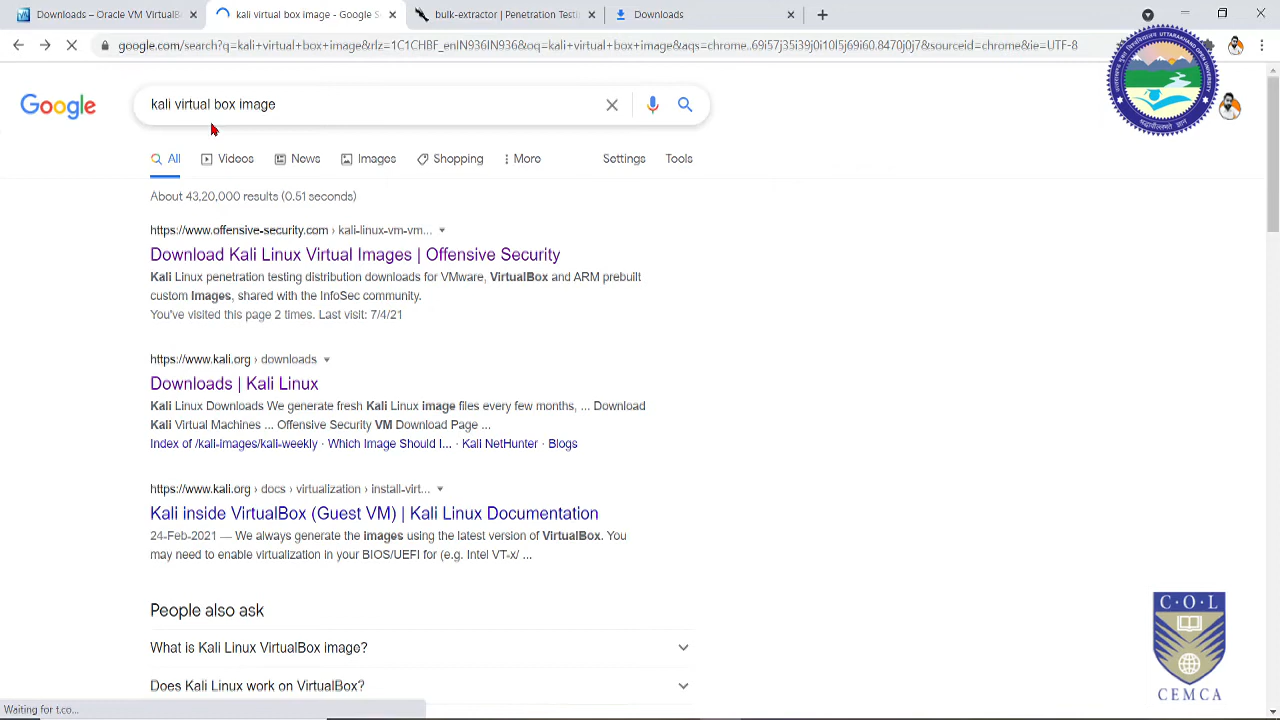 Downloads – Oracle VM VirtualB
kali virtual box image - Google S
bulk-extractor | Penetration Testi
Downloads
google.com/search?q=kali+virtual+box+image&rlz=1C1CHBF_enIN936IN936&oq=kali+virtual+box+image&aqs=chrome..69i57j35i39j0i10l5j69i60.8470j0j7&sourceid=chrome&ie=UTF-8
Google
kali virtual box image
All
Videos
News
Images
Shopping
More
Settings
Tools
About 43,20,000 results (0.51 seconds)
https://www.offensive-security.com › kali-linux-vm-vm...
Download Kali Linux Virtual Images | Offensive Security
Kali Linux penetration testing distribution downloads for VMware, VirtualBox and ARM prebuilt
custom Images, shared with the InfoSec community.
You've visited this page 2 times. Last visit: 7/4/21
https://www.kali.org › downloads
Downloads | Kali Linux
Kali Linux Downloads We generate fresh Kali Linux image files every few months, ... Download
Kali Virtual Machines ... Offensive Security VM Download Page ...
Index of /kali-images/kali-weekly · Which Image Should I... · Kali NetHunter · Blogs
https://www.kali.org › docs › virtualization › install-virt...
Kali inside VirtualBox (Guest VM) | Kali Linux Documentation
24-Feb-2021 — We always generate the images using the latest version of VirtualBox. You
may need to enable virtualization in your BIOS/UEFI for (e.g. Intel VT-x/ ...
People also ask
What is Kali Linux VirtualBox image?
Does Kali Linux work on VirtualBox?
Waiting for t.co...
UTTARAKHAND OPEN UNIVERSITY
C·O·L
CEMCA